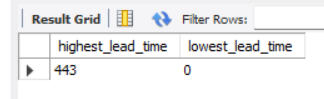 Result Grid Filter Rows:
highest_lead_time lowest_lead_time
443 0